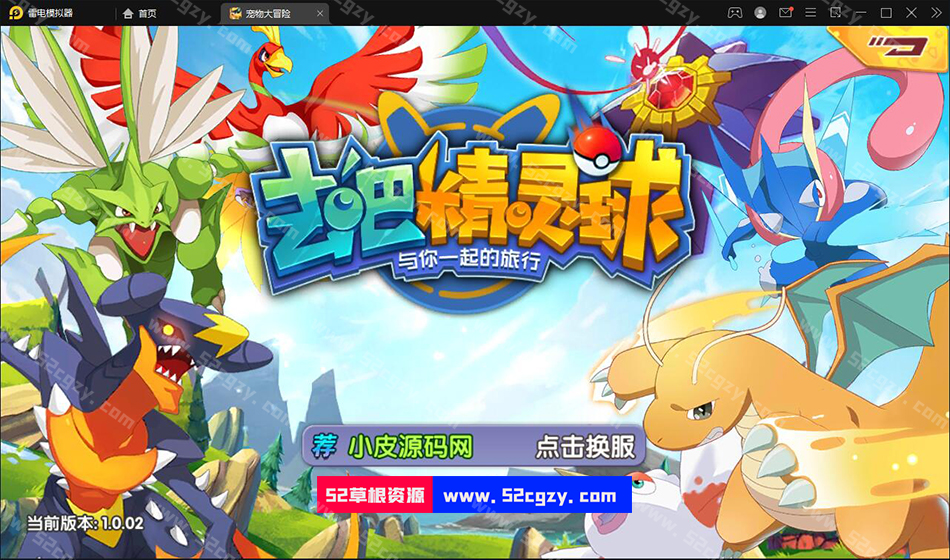 雷电模拟器
首页
宠物大冒险
去吧精灵球
与你一起的旅行
荐 小皮源码网 点击换服
52草根资源 www.52cgzy.com
当前版本:1.0.02
52cgzy.com